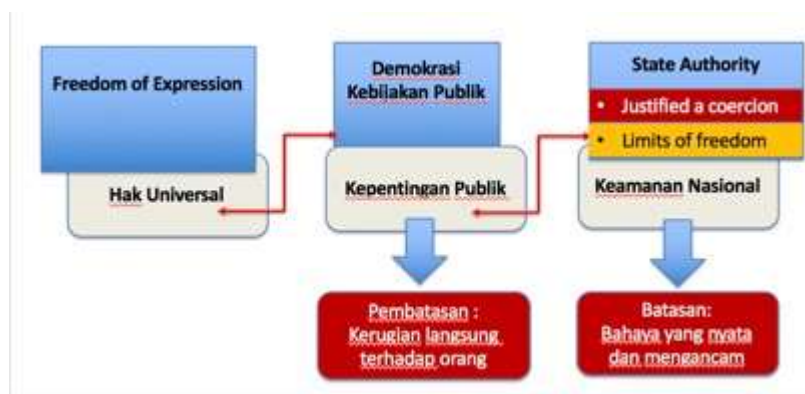 Freedom of Expression
Hak Universal
Demokrasi
Kebijakan Publik
Kepentingan Publik
Pembatasan :
Kerugian langsung
terhadap orang
State Authority
• Justified a coercion
• Limits of freedom
Keamanan Nasional
Batasan:
Bahaya yang nyata
dan mengancam